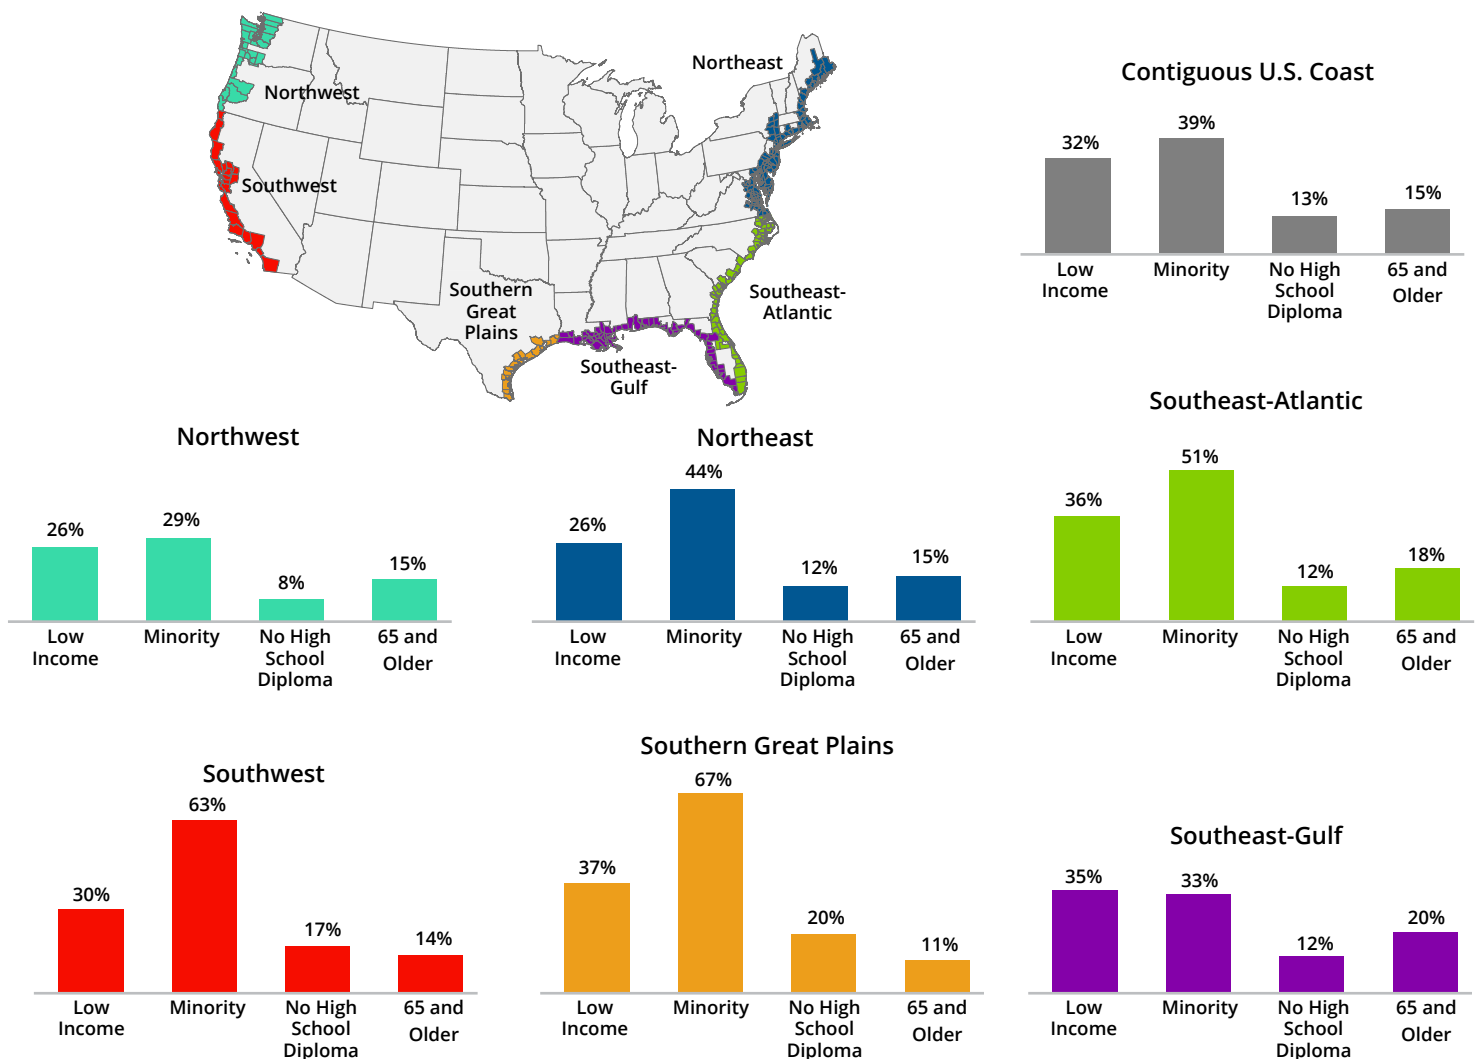 Northeast
Northwest
Southwest
Southern
Great
Plains
Southeast-
Atlantic
Southeast-
Gulf
Contiguous U.S. Coast
32%
39%
13%
15%
Low
Income
Minority
No High
School
Diploma
65 and
Older
Northwest
26%
29%
8%
15%
Low
Income
Minority
No High
School
Diploma
65 and
Older
Northeast
26%
44%
12%
15%
Low
Income
Minority
No High
School
Diploma
65 and
Older
Southeast-Atlantic
36%
51%
12%
18%
Low
Income
Minority
No High
School
Diploma
65 and
Older
Southwest
30%
63%
17%
14%
Low
Income
Minority
No High
School
Diploma
65 and
Older
Southern Great Plains
37%
67%
20%
11%
Low
Income
Minority
No High
School
Diploma
65 and
Older
Southeast-Gulf
35%
33%
12%
20%
Low
Income
Minority
No High
School
Diploma
65 and
Older